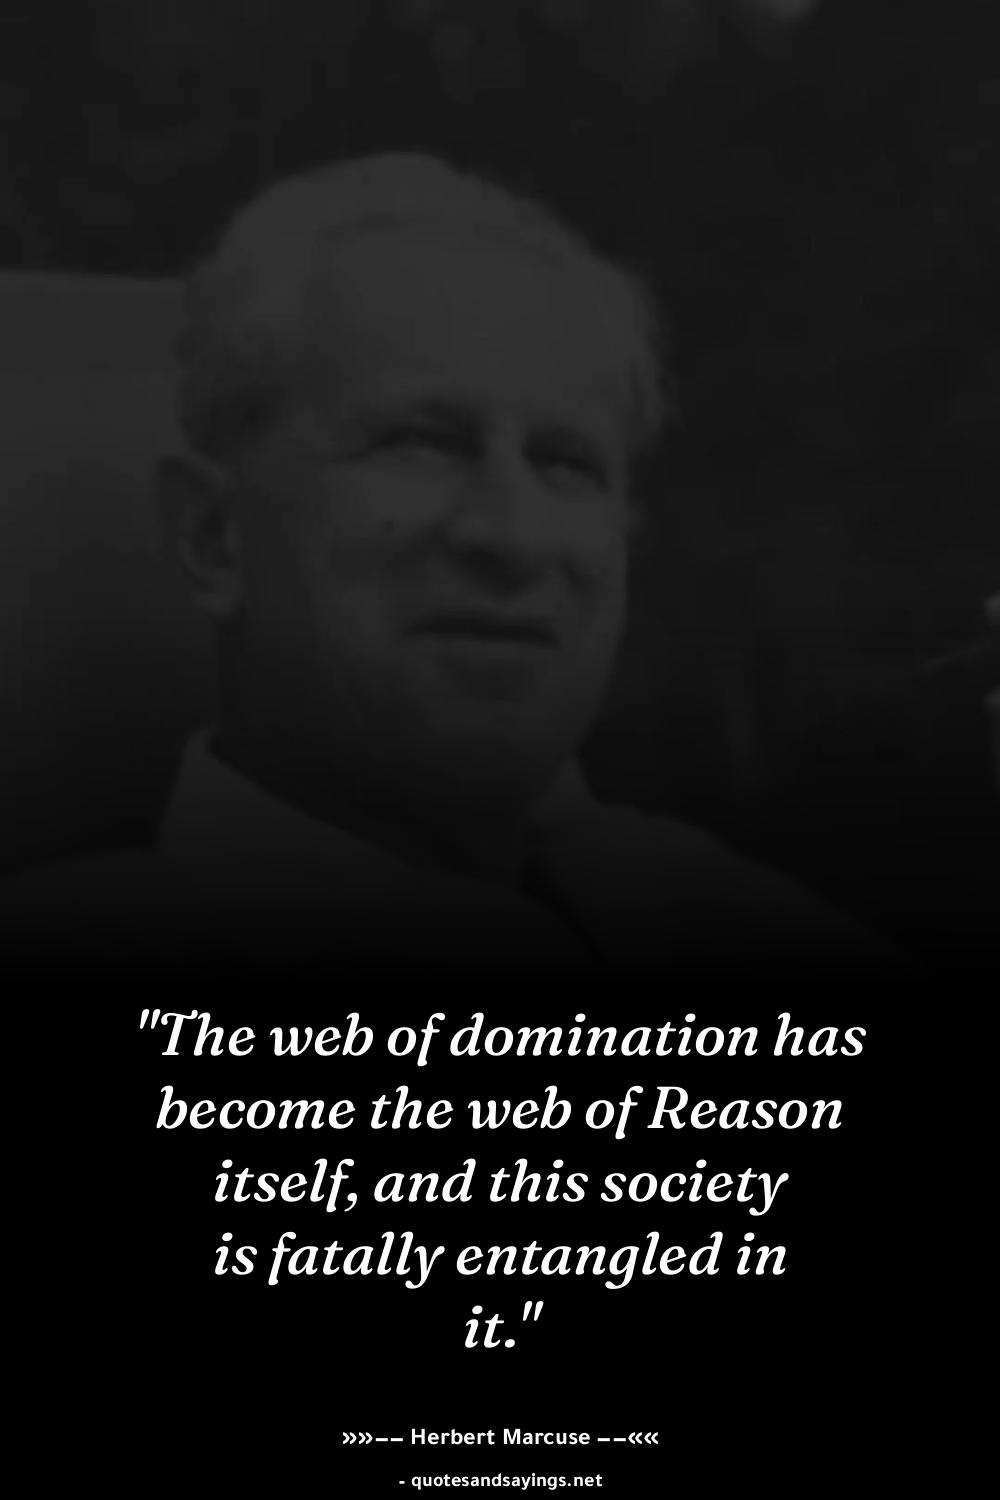 "The web of domination has
become the web of Reason
itself, and this society
is fatally entangled in
it."
»»−− Herbert Marcuse −−««
- quotesandsayings.net